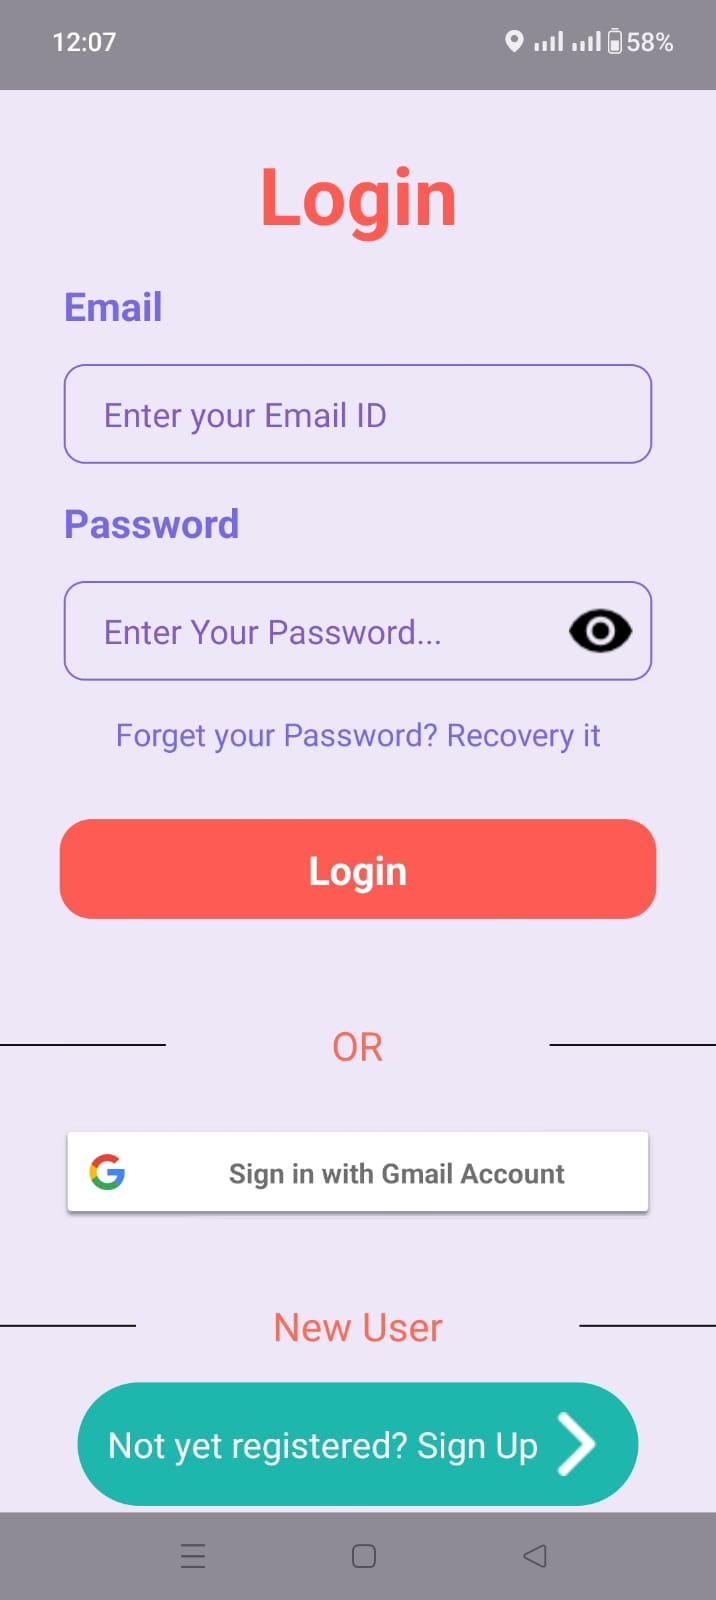 12:07
58%
Login
Email
Enter your Email ID
Password
Enter Your Password...
Forget your Password? Recovery it
Login
OR
Sign in with Gmail Account
New User
Not yet registered? Sign Up